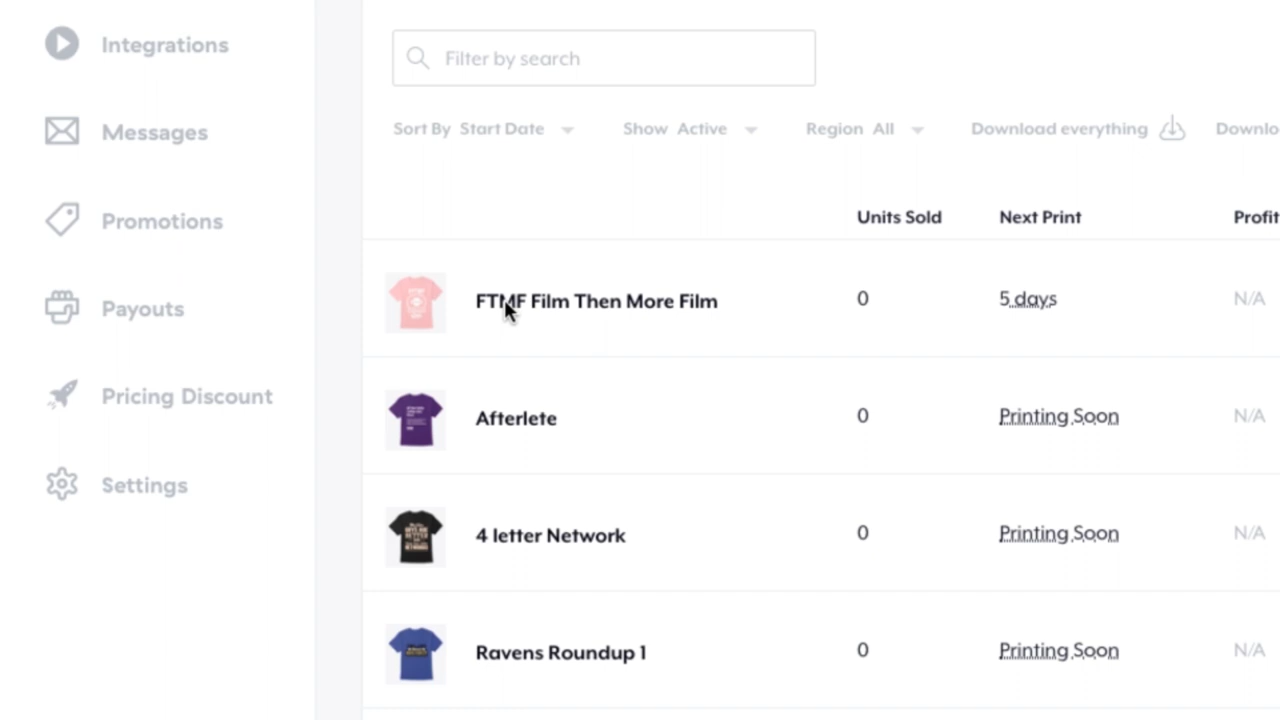 Integrations
Messages
Promotions
Payouts
Pricing Discount
Settings
Filter by search
Sort By Start Date Show Active Region All Download everything Downlo
Units Sold Next Print Profit
FTMF Film Then More Film 0 5 days N/A
Afterlete 0 Printing Soon N/A
4 letter Network 0 Printing Soon N/A
Ravens Roundup 1 0 Printing Soon N/A